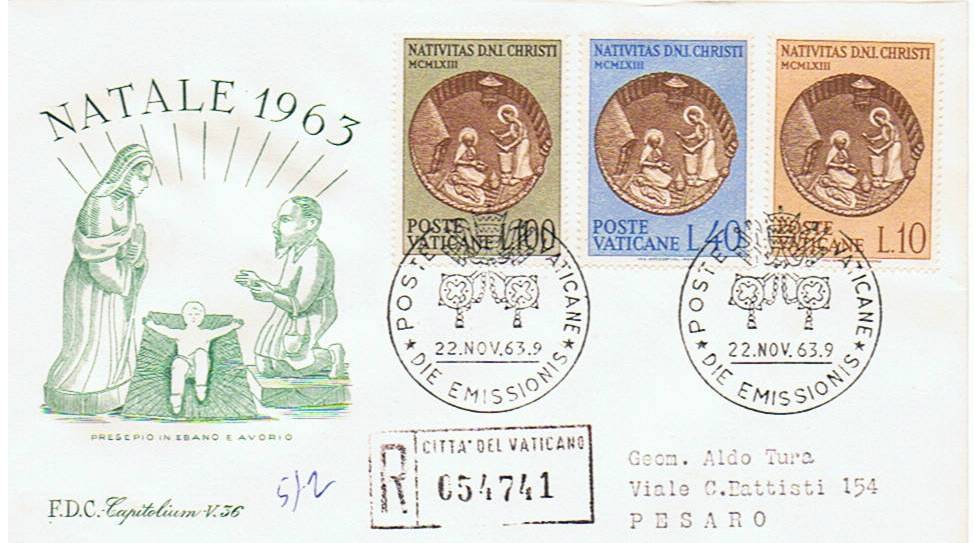 NATALE 1963
PRESEPIO IN EBANO E AVORIO
F.D.C. Capitolium V.36
5/2
NATIVITAS D.N.I. CHRISTI
MCMLXIII
POSTE
VATICANE L.100
NATIVITAS D.N.I. CHRISTI
MCMLXIII
POSTE
VATICANE L.40
NATIVITAS D.N.I. CHRISTI
MCMLXIII
POSTE
VATICANE L.10
POSTE VATICANE
22.NOV.63.9
★ DIE EMISSIONIS ★
POSTE VATICANE
22.NOV.63.9
★ DIE EMISSIONIS ★
R
CITTA' DEL VATICANO
054741
Geom. Aldo Tura
Viale C.Battisti 154
PESARO